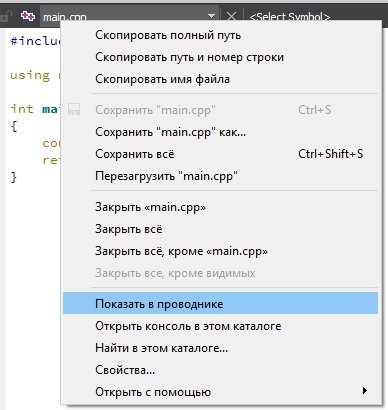 main.cpp <Select Symbol>
#includ
using n
int ma
{
cou
ret
}
Скопировать полный путь
Скопировать путь и номер строки
Скопировать имя файла
Сохранить "main.cpp" Ctrl+S
Сохранить "main.cpp" как...
Сохранить всё Ctrl+Shift+S
Перезагрузить "main.cpp"
Закрыть «main.cpp»
Закрыть всё
Закрыть всё, кроме «main.cpp»
Закрыть все, кроме видимых
Показать в проводнике
Открыть консоль в этом каталоге
Найти в этом каталоге...
Свойства...
Открыть с помощью